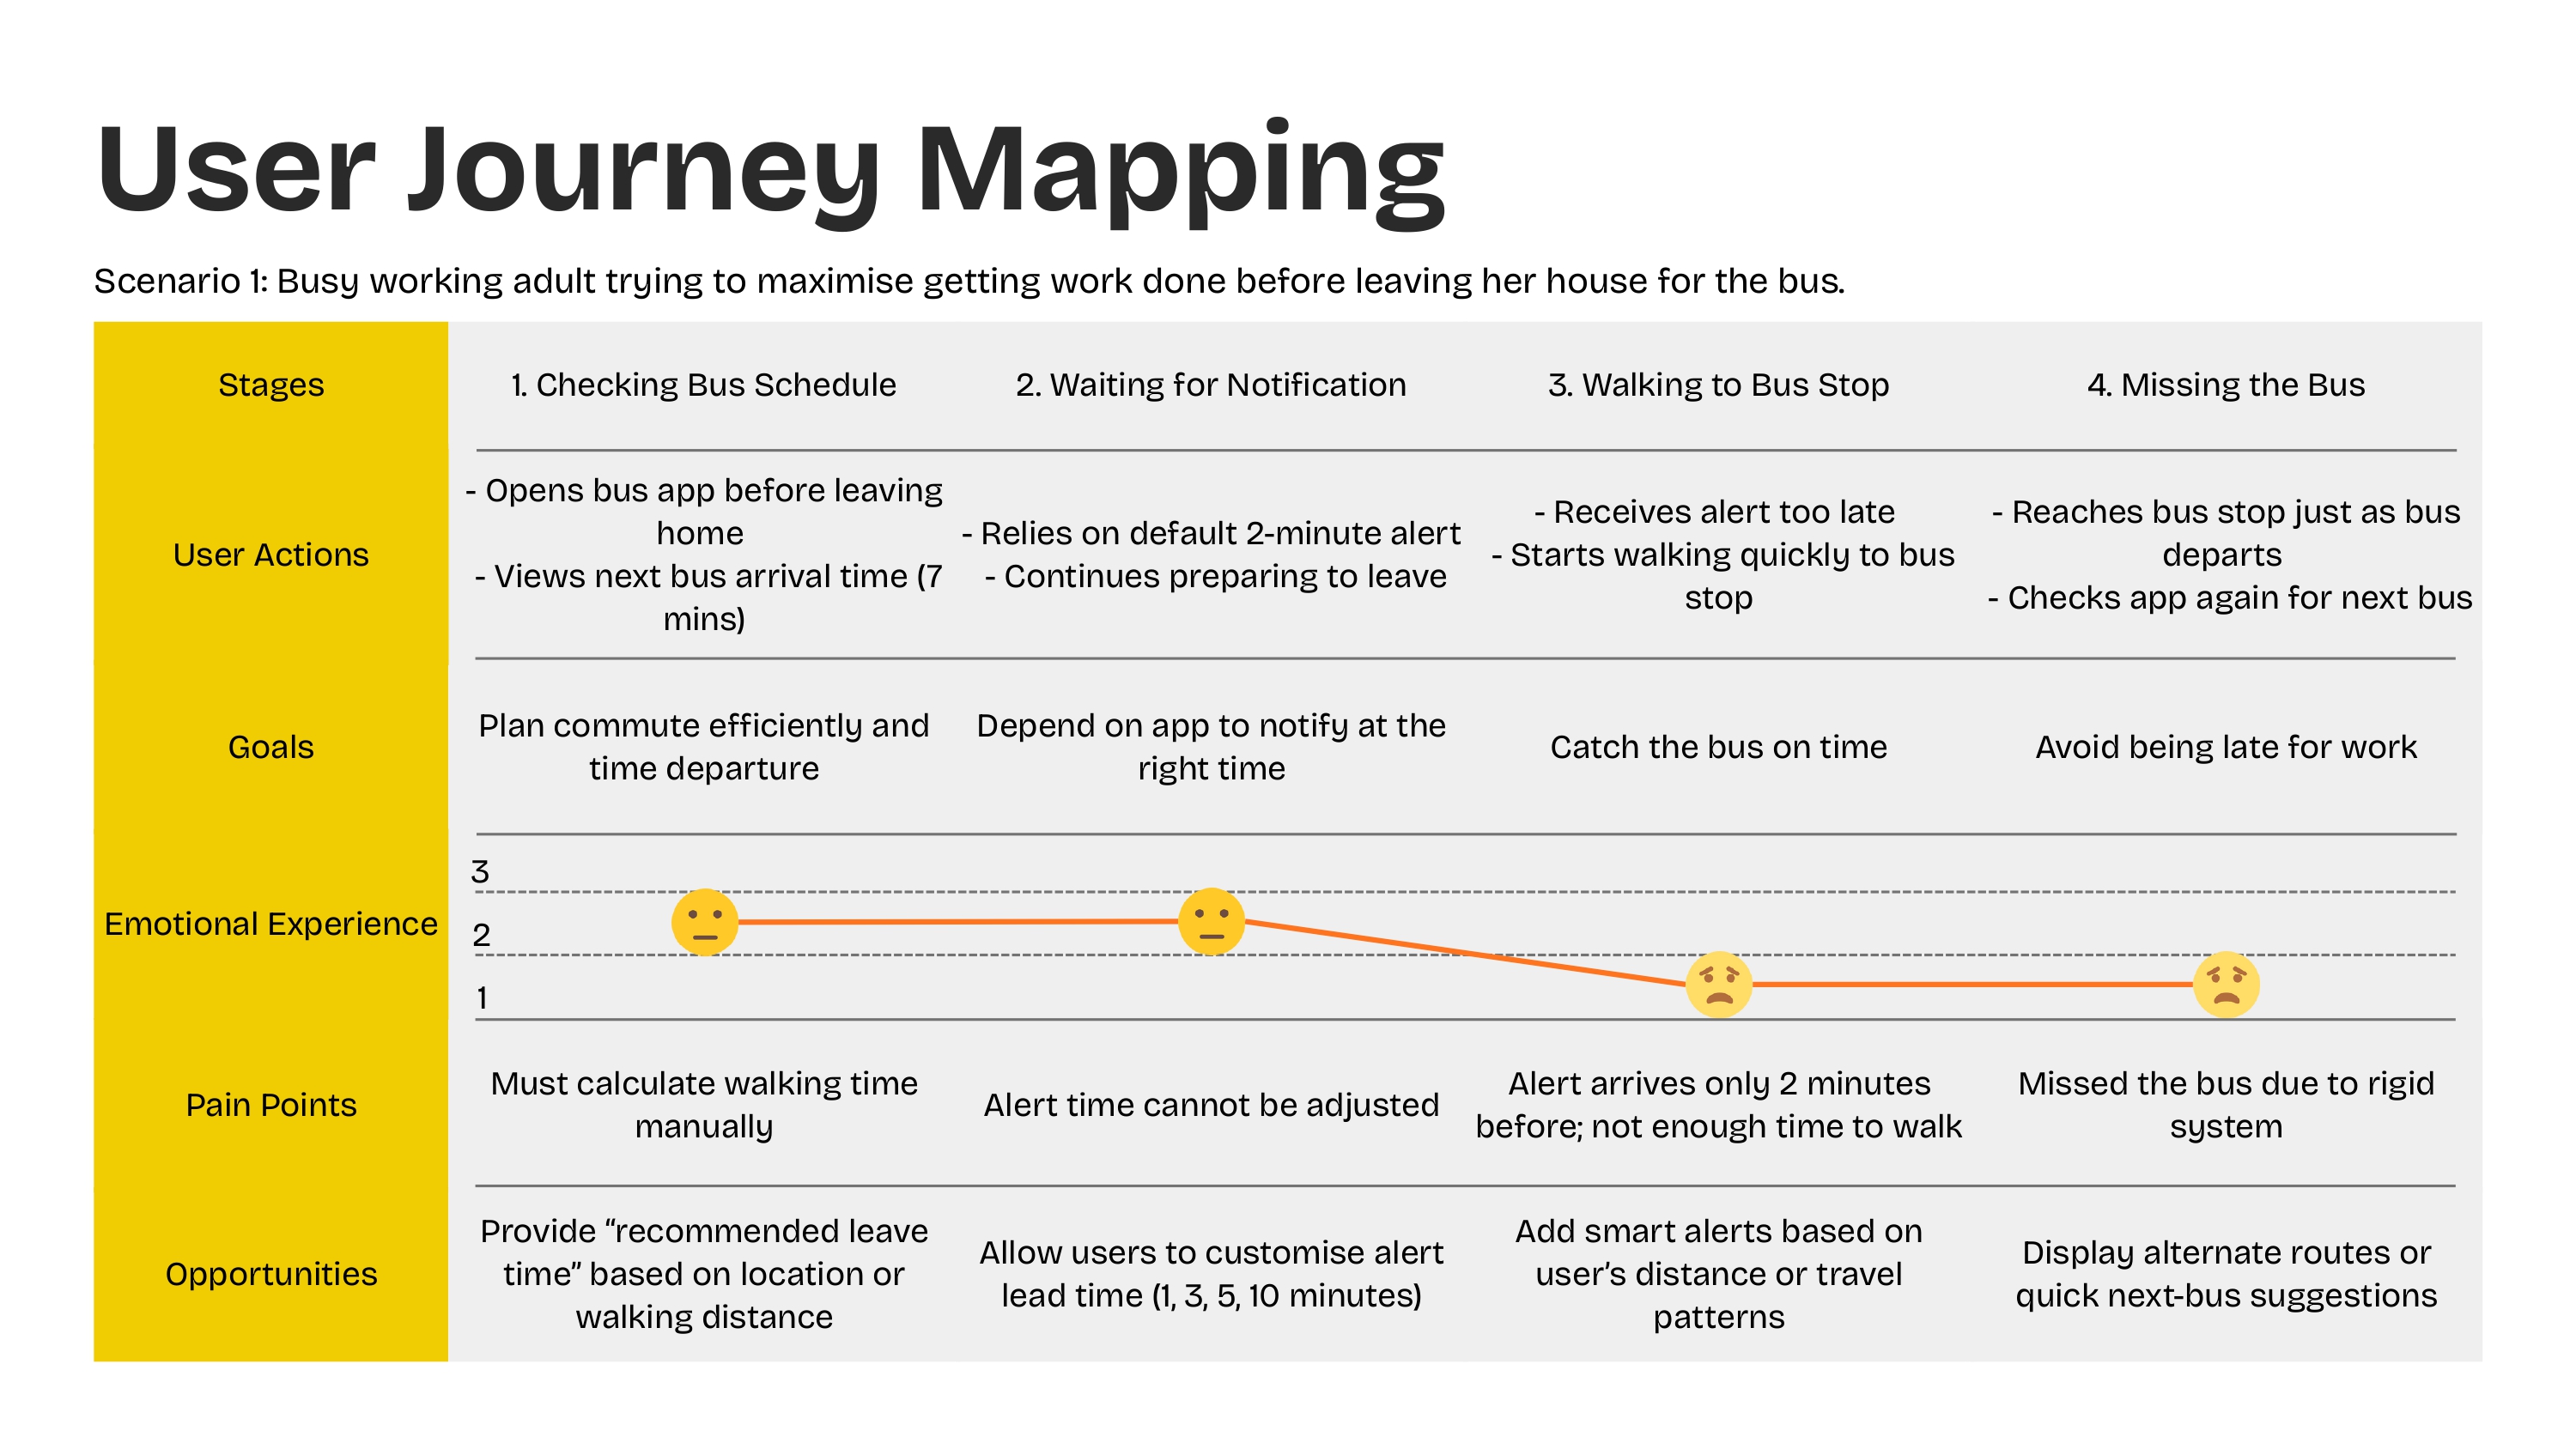 User Journey Mapping
Scenario 1: Busy working adult trying to maximise getting work done before leaving her house for the bus.
Stages
1. Checking Bus Schedule
2. Waiting for Notification
3. Walking to Bus Stop
4. Missing the Bus
User Actions
- Opens bus app before leaving
home
- Views next bus arrival time (7
mins)
- Relies on default 2-minute alert
- Continues preparing to leave
- Receives alert too late
- Starts walking quickly to bus
stop
- Reaches bus stop just as bus
departs
- Checks app again for next bus
Goals
Plan commute efficiently and
time departure
Depend on app to notify at the
right time
Catch the bus on time
Avoid being late for work
Emotional Experience
3
2
1
Pain Points
Must calculate walking time
manually
Alert time cannot be adjusted
Alert arrives only 2 minutes
before; not enough time to walk
Missed the bus due to rigid
system
Opportunities
Provide “recommended leave
time” based on location or
walking distance
Allow users to customise alert
lead time (1, 3, 5, 10 minutes)
Add smart alerts based on
user’s distance or travel
patterns
Display alternate routes or
quick next-bus suggestions